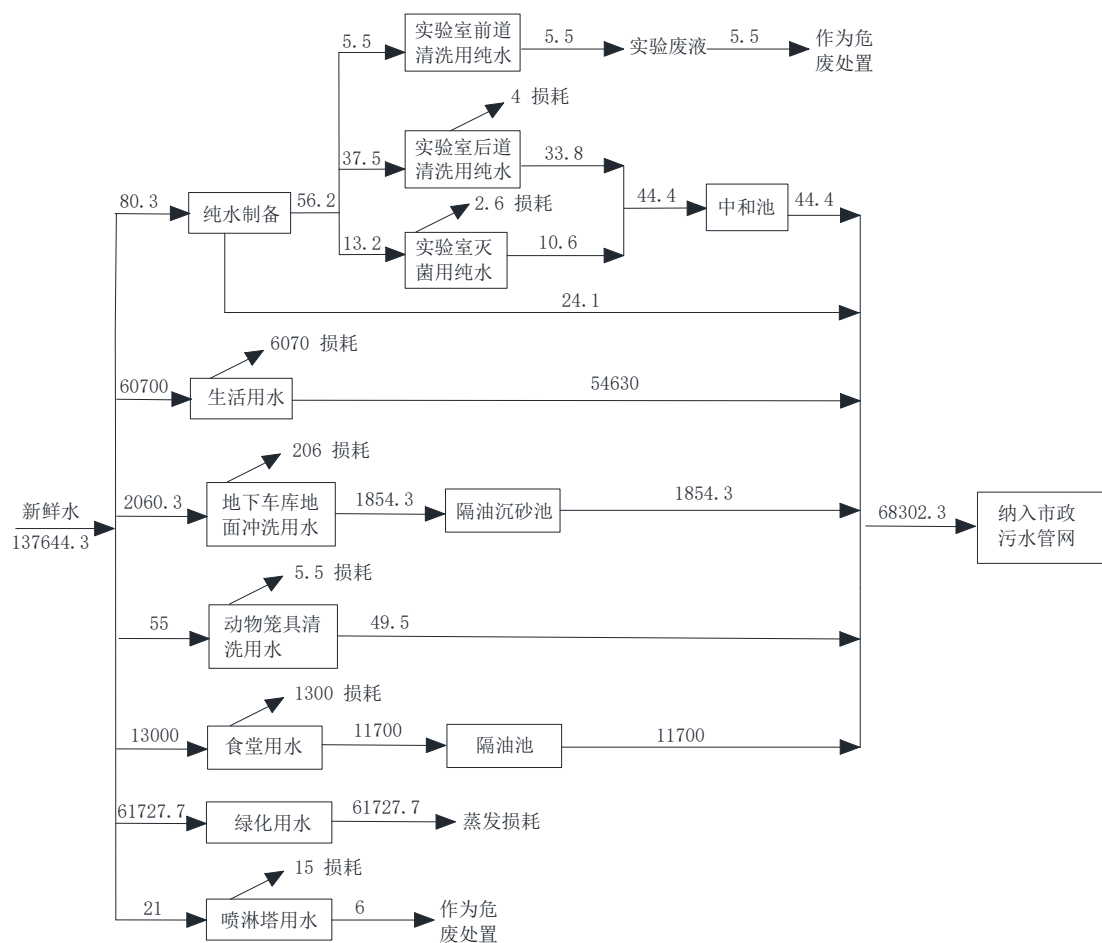 实验室前道
清洗用纯水
5.5
5.5
实验废液
5.5
作为危
废处置
4 损耗
实验室后道
清洗用纯水
37.5
33.8
80.3
纯水制备
56.2
2.6 损耗
44.4
中和池
44.4
13.2
实验室灭
菌用纯水
10.6
24.1
6070 损耗
60700
生活用水
54630
206 损耗
2060.3
地下车库地
面冲洗用水
1854.3
隔油沉砂池
1854.3
新鲜水
137644.3
68302.3
纳入市政
污水管网
5.5 损耗
55
动物笼具清
洗用水
49.5
1300 损耗
13000
食堂用水
11700
隔油池
11700
61727.7
绿化用水
61727.7
蒸发损耗
15 损耗
21
喷淋塔用水
6
作为危
废处置